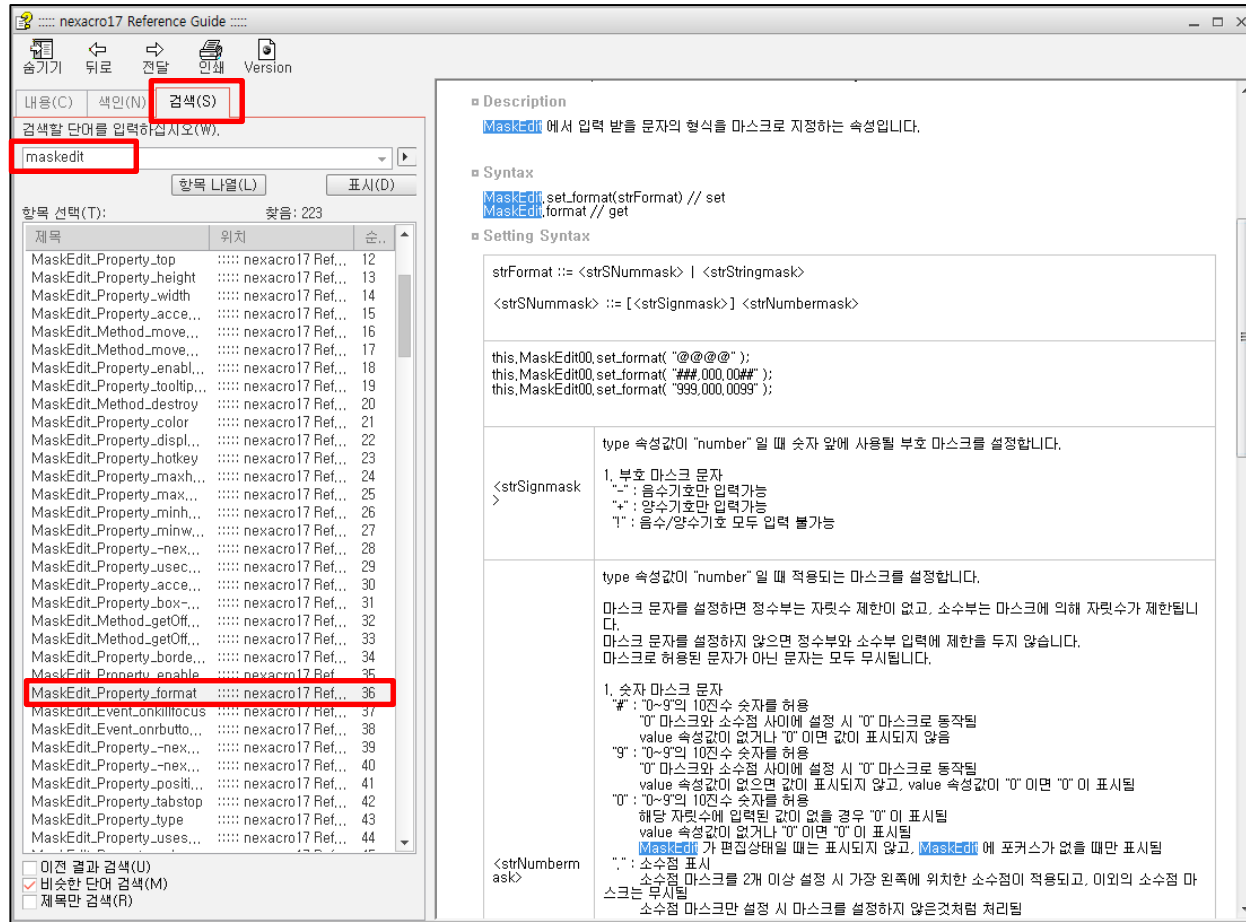 ::::: nexacro17 Reference Guide :::::
숨기기 뒤로 전달 인쇄 Version
내용(C) 색인(N) 검색(S)
검색할 단어를 입력하십시오(W).
maskedit
항목 나열(L) 표시(D)
항목 선택(T): 찾음: 223
제목 위치 순..
MaskEdit_Property_top ::::: nexacro17 Ref... 12
MaskEdit_Property_height ::::: nexacro17 Ref... 13
MaskEdit_Property_width ::::: nexacro17 Ref... 14
MaskEdit_Property_acce... ::::: nexacro17 Ref... 15
MaskEdit_Method_move... ::::: nexacro17 Ref... 16
MaskEdit_Method_move... ::::: nexacro17 Ref... 17
MaskEdit_Property_enabl... ::::: nexacro17 Ref... 18
MaskEdit_Property_tooltip... ::::: nexacro17 Ref... 19
MaskEdit_Method_destroy ::::: nexacro17 Ref... 20
MaskEdit_Property_color ::::: nexacro17 Ref... 21
MaskEdit_Property_displ... ::::: nexacro17 Ref... 22
MaskEdit_Property_hotkey ::::: nexacro17 Ref... 23
MaskEdit_Property_maxh... ::::: nexacro17 Ref... 24
MaskEdit_Property_max... ::::: nexacro17 Ref... 25
MaskEdit_Property_minh... ::::: nexacro17 Ref... 26
MaskEdit_Property_minw... ::::: nexacro17 Ref... 27
MaskEdit_Property_-nex... ::::: nexacro17 Ref... 28
MaskEdit_Property_usec... ::::: nexacro17 Ref... 29
MaskEdit_Property_acce... ::::: nexacro17 Ref... 30
MaskEdit_Property_box-... ::::: nexacro17 Ref... 31
MaskEdit_Method_getOff... ::::: nexacro17 Ref... 32
MaskEdit_Method_getOff... ::::: nexacro17 Ref... 33
MaskEdit_Property_borde... ::::: nexacro17 Ref... 34
MaskEdit_Property_enable... ::::: nexacro17 Ref... 35
MaskEdit_Property_format ::::: nexacro17 Ref... 36
MaskEdit_Event_onkillfocus ::::: nexacro17 Ref... 37
MaskEdit_Event_onrbutto... ::::: nexacro17 Ref... 38
MaskEdit_Property_-nex... ::::: nexacro17 Ref... 39
MaskEdit_Property_-nex... ::::: nexacro17 Ref... 40
MaskEdit_Property_positi... ::::: nexacro17 Ref... 41
MaskEdit_Property_tabstop ::::: nexacro17 Ref... 42
MaskEdit_Property_type ::::: nexacro17 Ref... 43
MaskEdit_Property_uses... ::::: nexacro17 Ref... 44
이전 결과 검색(U)
비슷한 단어 검색(M)
제목만 검색(R)
Description
MaskEdit 에서 입력 받을 문자의 형식을 마스크로 지정하는 속성입니다.
Syntax
MaskEdit.set_format(strFormat) // set
MaskEdit.format // get
Setting Syntax
strFormat ::= <strSNummask> | <strStringmask>
<strSNummask> ::= [<strSignmask>] <strNumbermask>
this.MaskEdit00.set_format( "@@@@" );
this.MaskEdit00.set_format( "###,000.00##" );
this.MaskEdit00.set_format( "999,000.0099" );
<strSignmask
>
type 속성값이 "number" 일 때 숫자 앞에 사용될 부호 마스크를 설정합니다.
1. 부호 마스크 문자
"-" : 음수기호만 입력가능
"+" : 양수기호만 입력가능
"!" : 음수/양수기호 모두 입력 불가능
<strNumberm
ask>
type 속성값이 "number" 일 때 적용되는 마스크를 설정합니다.
마스크 문자를 설정하면 정수부는 자릿수 제한이 없고, 소수부는 마스크에 의해 자릿수가 제한됩니
다.
마스크 문자를 설정하지 않으면 정수부와 소수부 입력에 제한을 두지 않습니다.
마스크로 허용된 문자가 아닌 문자는 모두 무시됩니다.
1. 숫자 마스크 문자
"#" : "0~9"의 10진수 숫자를 허용
"0" 마스크와 소수점 사이에 설정 시 "0" 마스크로 동작됨
value 속성값이 없거나 "0" 이면 값이 표시되지 않음
"9" : "0~9"의 10진수 숫자를 허용
"0" 마스크와 소수점 사이에 설정 시 "0" 마스크로 동작됨
value 속성값이 없으면 값이 표시되지 않고, value 속성값이 "0" 이면 "0" 이 표시됨
"0" : "0~9"의 10진수 숫자를 허용
해당 자릿수에 입력된 값이 없을 경우 "0" 이 표시됨
value 속성값이 없거나 "0" 이면 "0" 이 표시됨
MaskEdit 가 편집상태일 때는 표시되지 않고, MaskEdit 에 포커스가 없을 때만 표시됨
"." : 소수점 표시
소수점 마스크를 2개 이상 설정 시 가장 왼쪽에 위치한 소수점이 적용되고, 이외의 소수점 마
스크는 무시됨
소수점 마스크만 설정 시 마스크를 설정하지 않은것처럼 처리됨